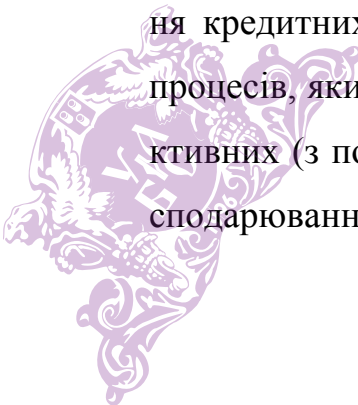 ня кредитних
процесів, яки
ктивних (з по
сподарюванн